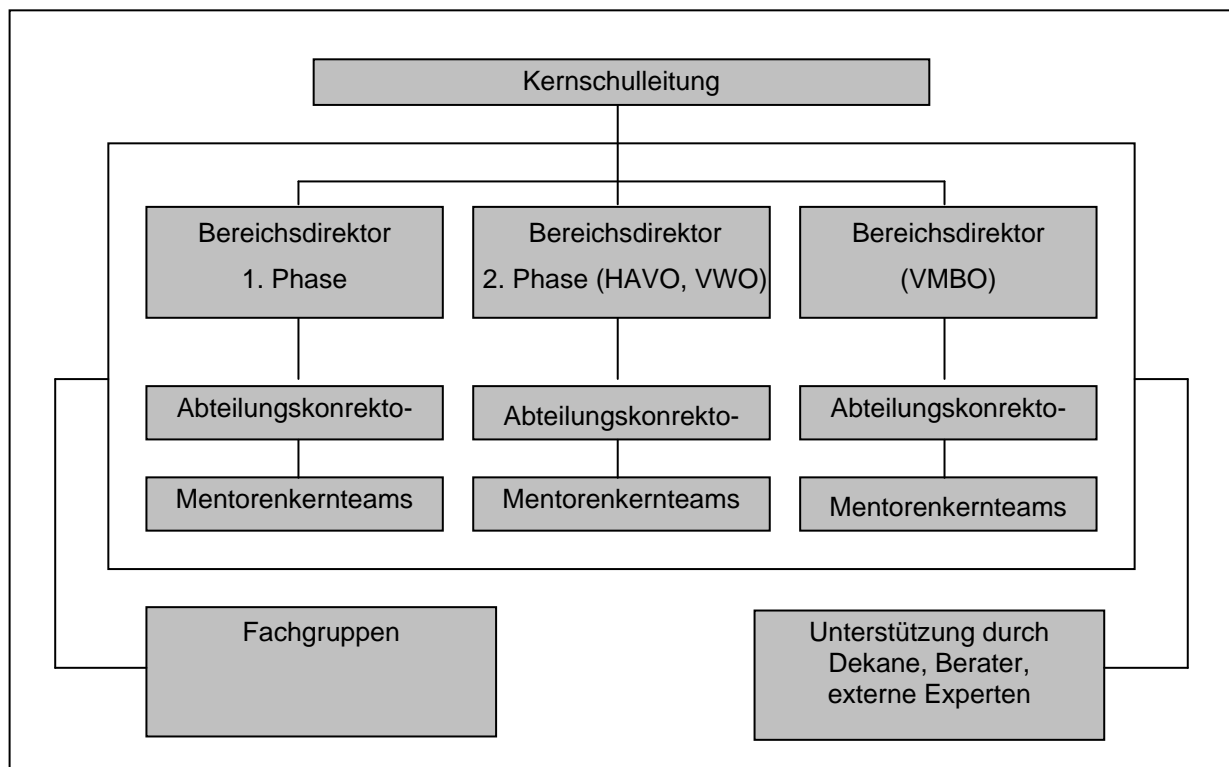 Kernschulleitung
Bereichsdirektor
1. Phase
Bereichsdirektor
2. Phase (HAVO, VWO)
Bereichsdirektor
(VMBO)
Abteilungskonrekto-
Abteilungskonrekto-
Abteilungskonrekto-
Mentorenkernteams
Mentorenkernteams
Mentorenkernteams
Fachgruppen
Unterstützung durch
Dekane, Berater,
externe Experten